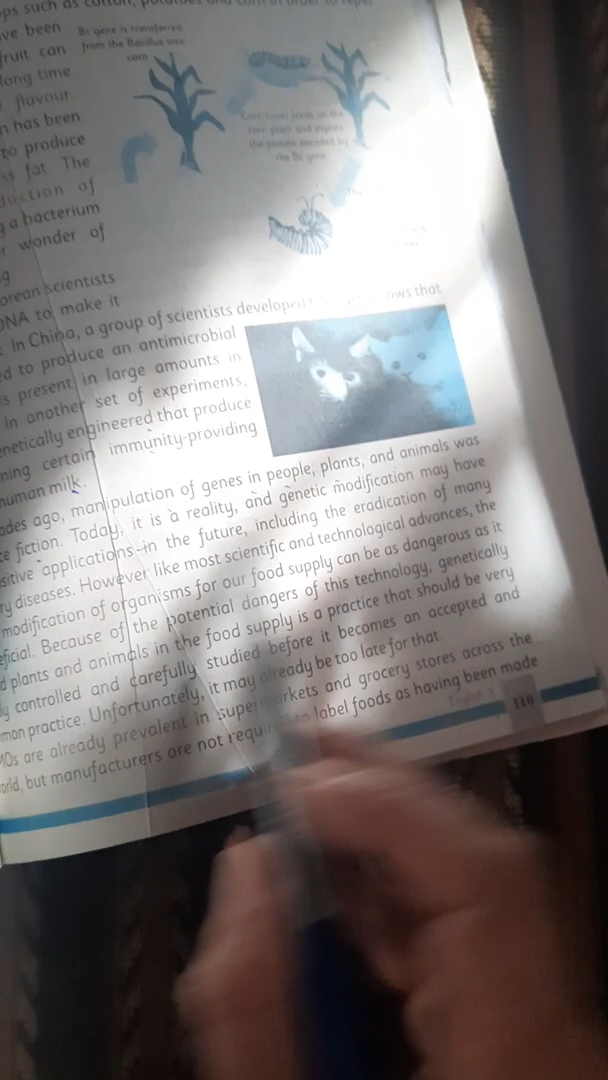 ps such as cotton, potatoes and corn in order to repel
ve been
fruit can
long time
flavour.
n has been
to produce
ss fat. The
duction of
g a bacterium
r wonder of
g
Bt gene is transferred
from the Bacillus into
corn
Corn borer feeds on the
corn plant and ingests
the protein encoded by
the Bt gene
orean scientists
DNA to make it
. In China, a group of scientists developed
ows that
ed to produce an antimicrobial
is present in large amounts in
In another set of experiments,
enetically engineered that produce
ning certain immunity-providing
human milk.
ades ago, manipulation of genes in people, plants, and animals was
ce fiction. Today, it is a reality, and genetic modification may have
sitive applications in the future, including the eradication of many
ry diseases. However like most scientific and technological advances, the
modification of organisms for our food supply can be as dangerous as it
eficial. Because of the potential dangers of this technology, genetically
d plants and animals in the food supply is a practice that should be very
y controlled and carefully studied before it becomes an accepted and
mon practice. Unfortunately, it may already be too late for that.
MOs are already prevalent in supermarkets and grocery stores across the
orld, but manufacturers are not required to label foods as having been made
English X
110